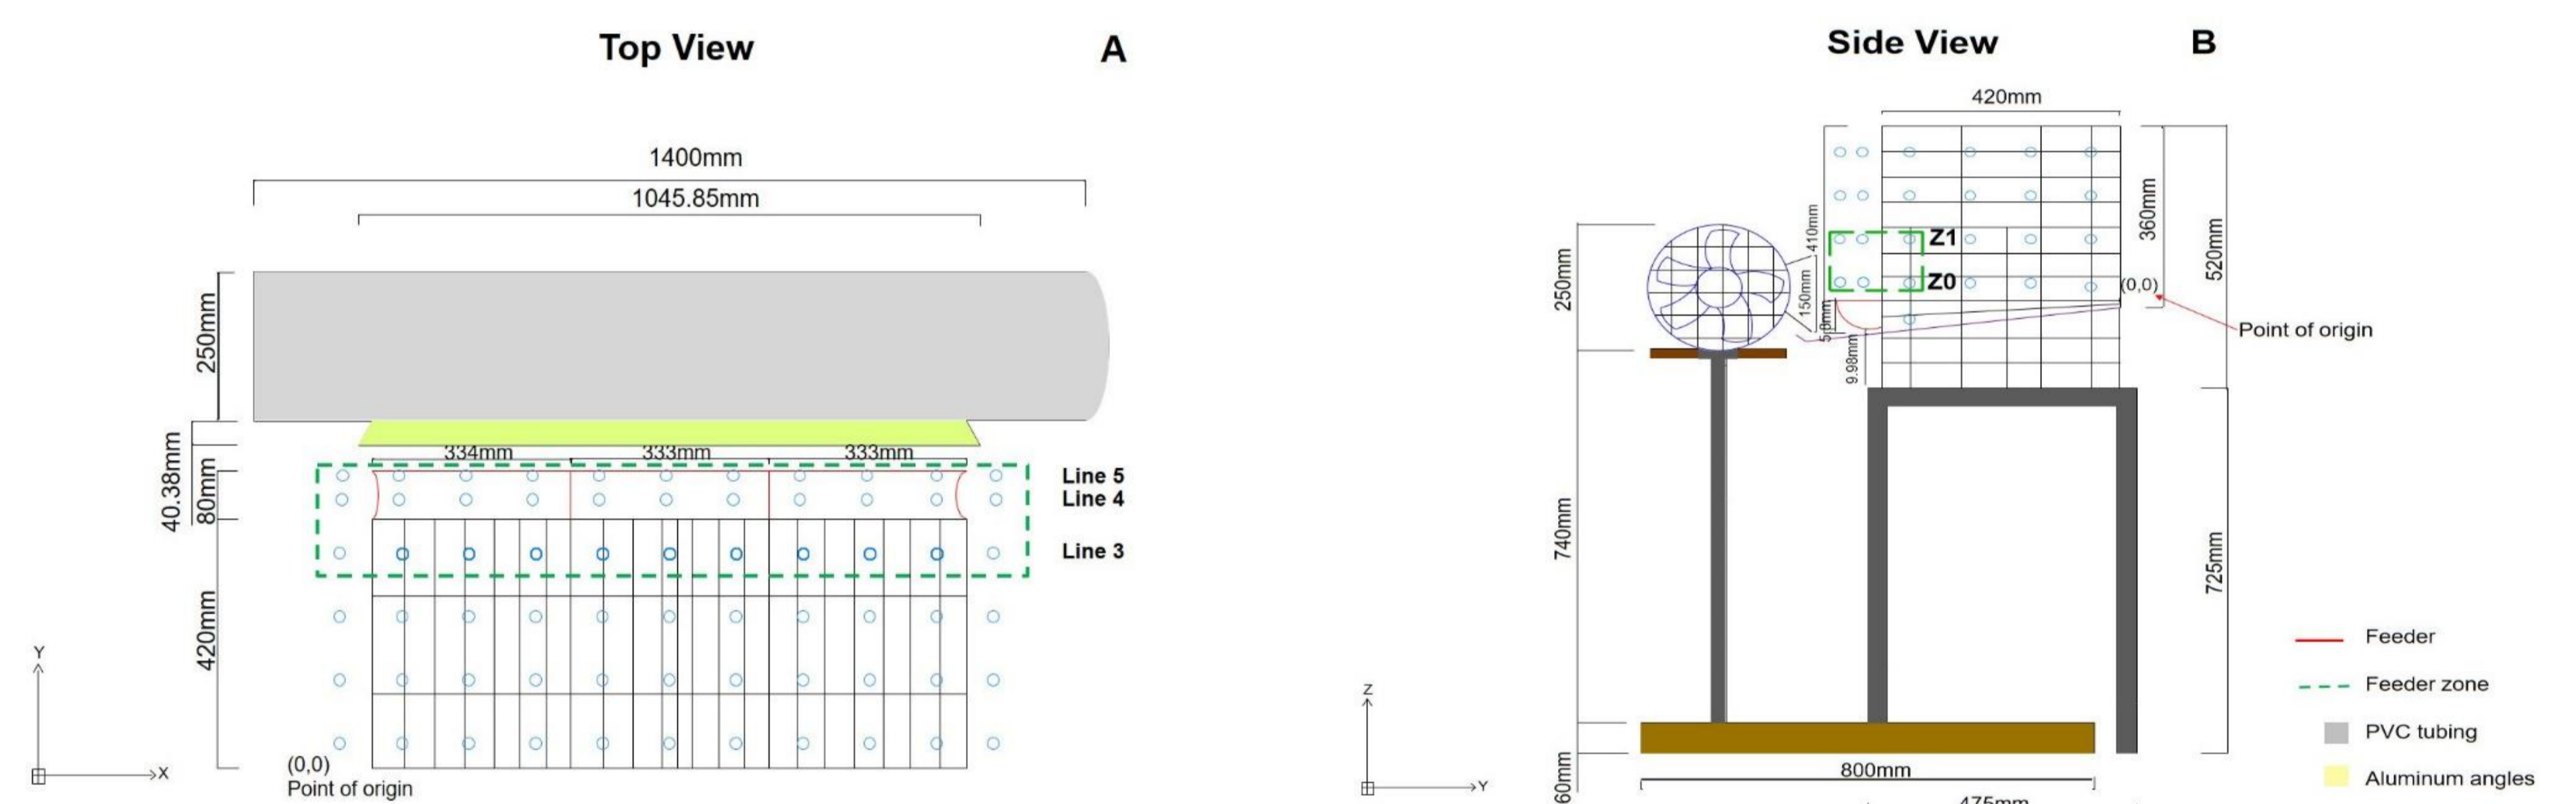 Top View
A
1400mm
1045.85mm
250mm
40.38mm
80mm
334mm
333mm
333mm
Line 5
Line 4
Line 3
420mm
Y
X
(0,0)
Point of origin
Side View
B
420mm
410mm
150mm
9.98mm
250mm
Z1
Z0
360mm
520mm
(0,0)
Point of origin
740mm
725mm
60mm
800mm
475mm
Z
Y
Feeder
Feeder zone
PVC tubing
Aluminum angles